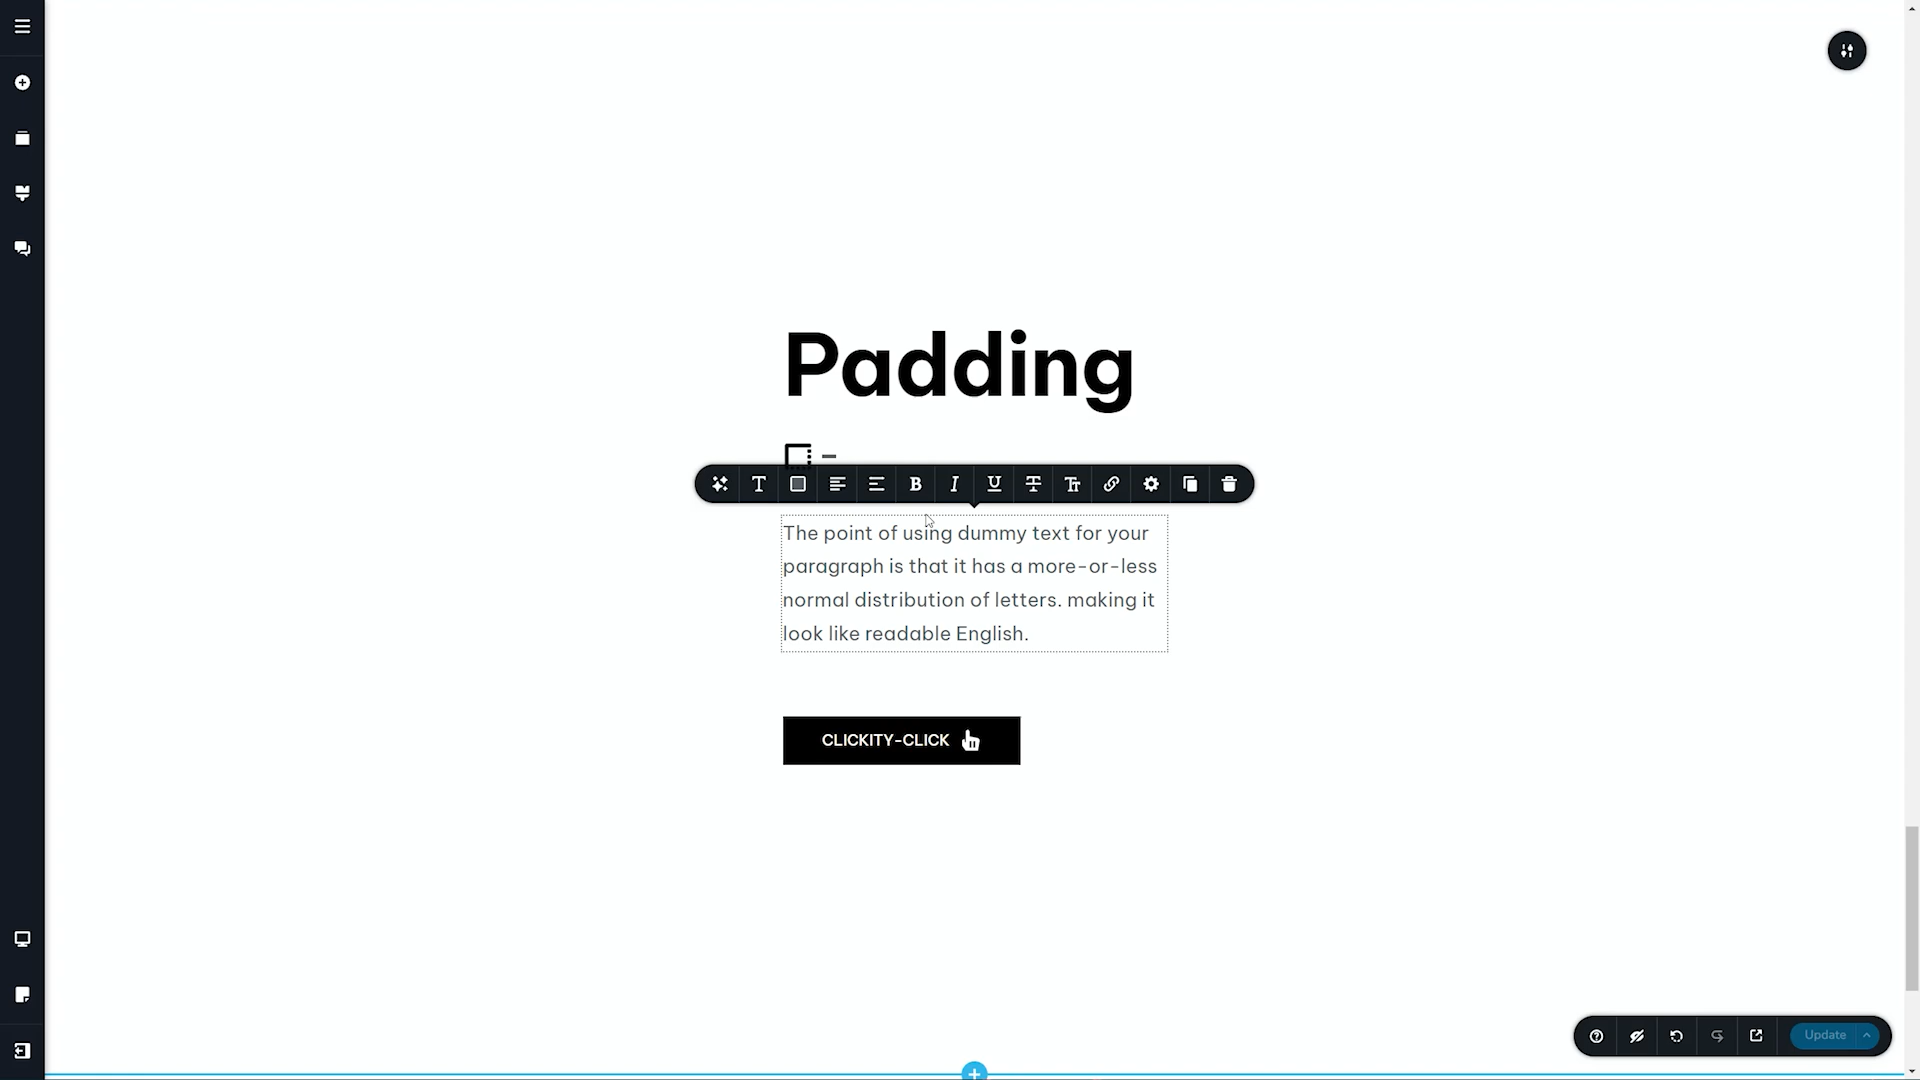 Padding
The point of using dummy text for your
paragraph is that it has a more-or-less
normal distribution of letters. making it
look like readable English.
CLICKITY-CLICK
Update